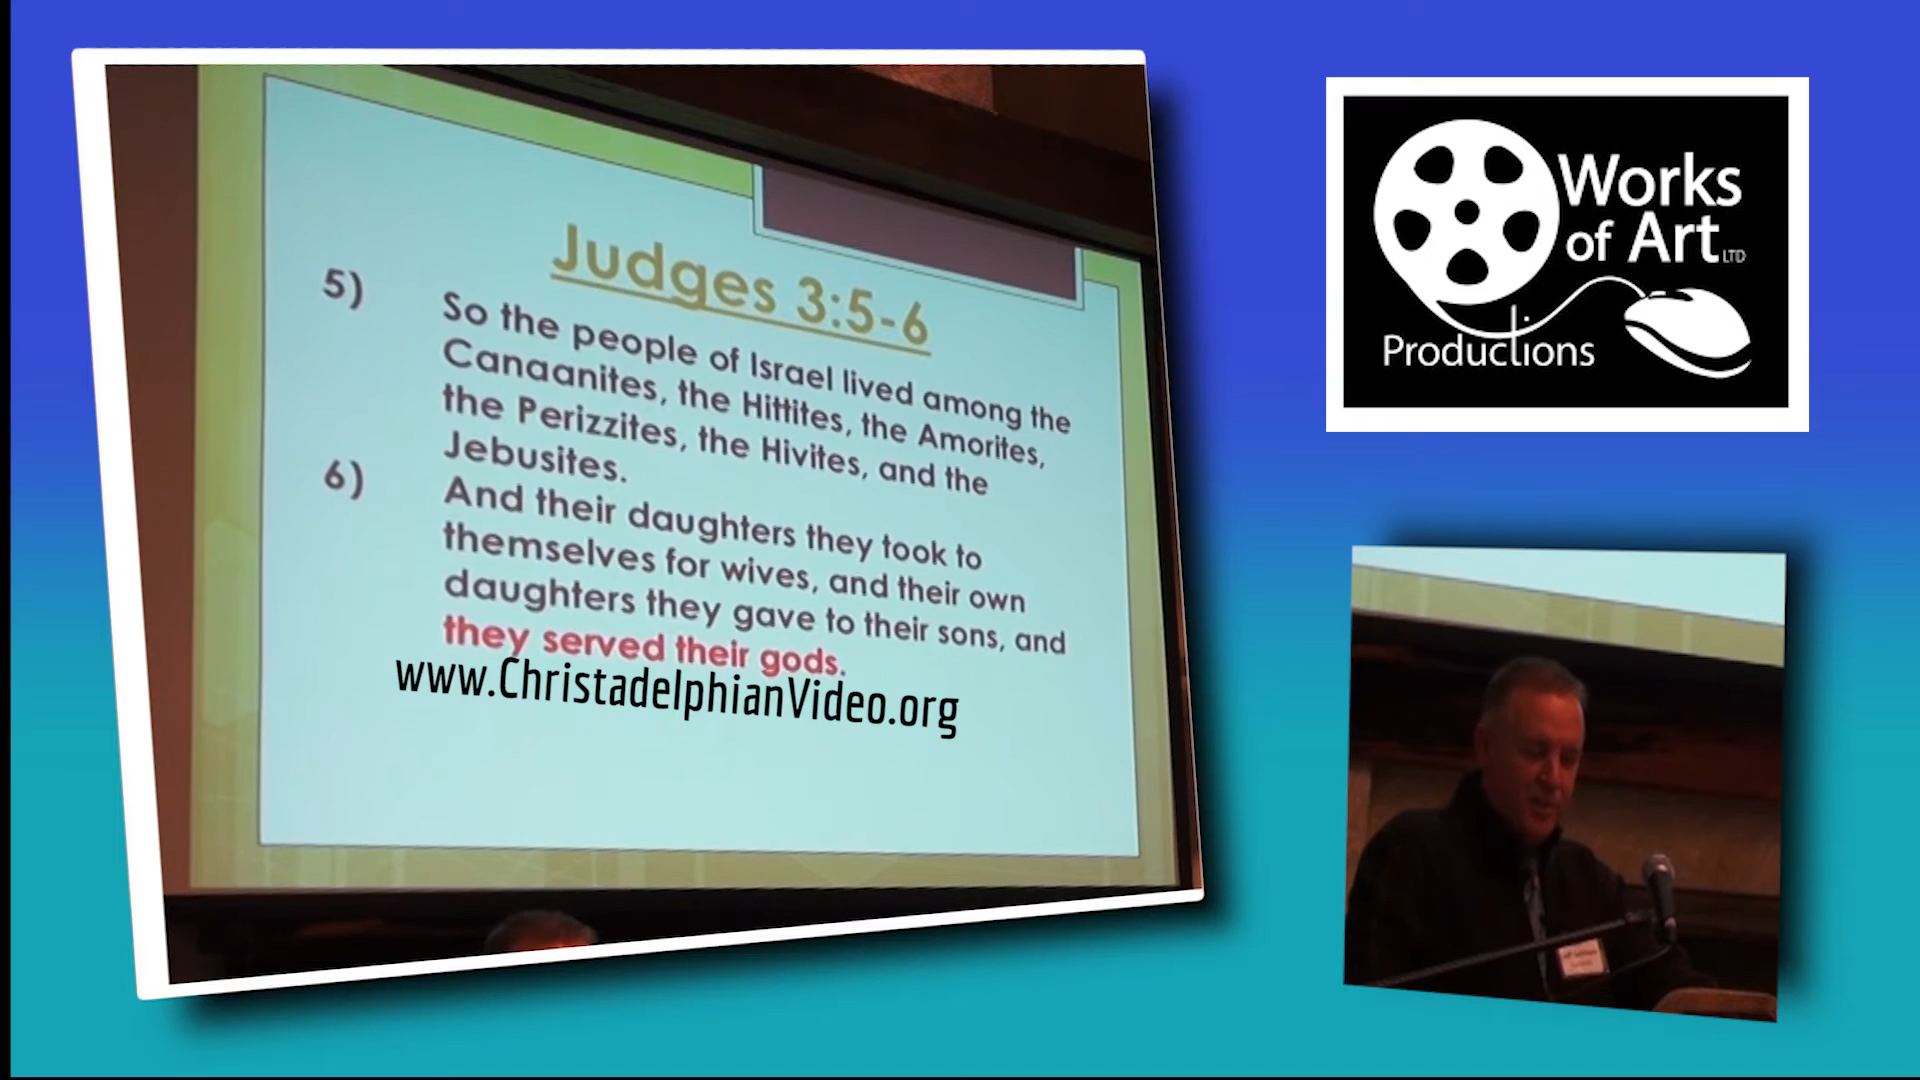 Judges 3:5-6
5) So the people of Israel lived among the
Canaanites, the Hittites, the Amorites,
the Perizzites, the Hivites, and the
Jebusites.
6) And their daughters they took to
themselves for wives, and their own
daughters they gave to their sons, and
they served their gods.
www.ChristadelphianVideo.org
Works
of Art LTD
Productions